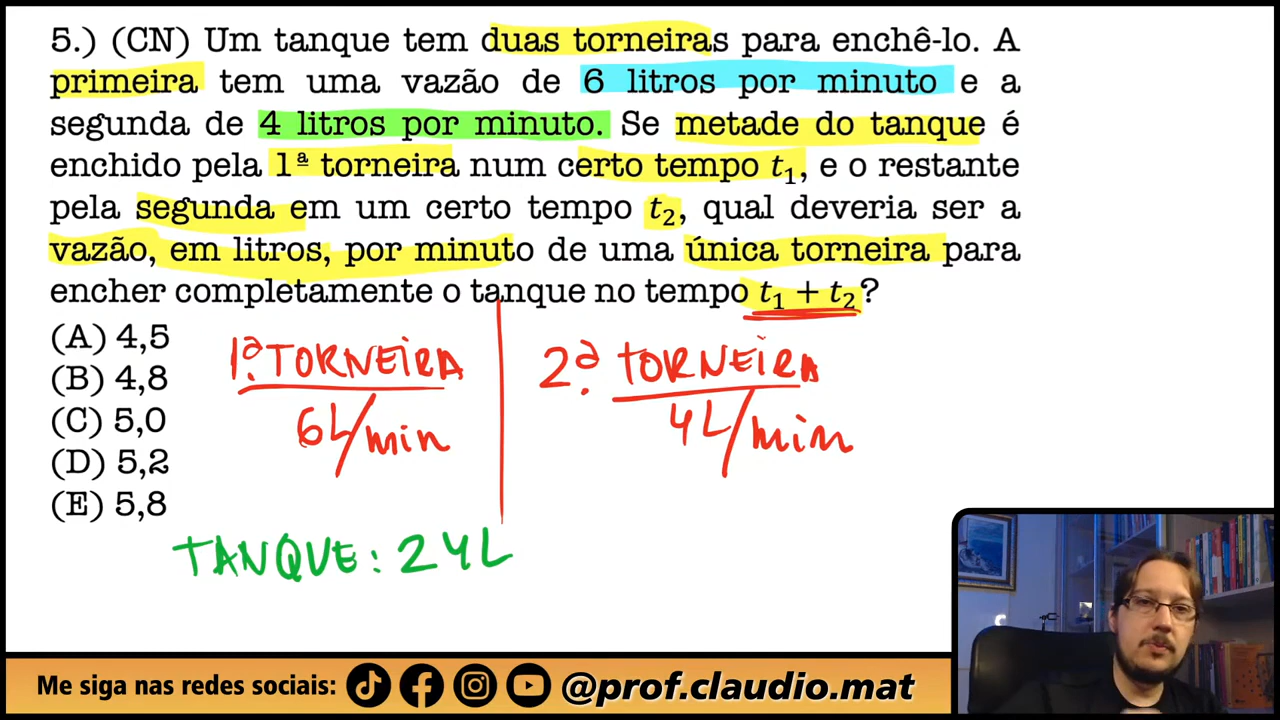 5.) (CN) Um tanque tem duas torneiras para enchê-lo. A
primeira tem uma vazão de 6 litros por minuto e a
segunda de 4 litros por minuto. Se metade do tanque é
enchido pela 1ª torneira num certo tempo t₁, e o restante
pela segunda em um certo tempo t₂, qual deveria ser a
vazão, em litros, por minuto de uma única torneira para
encher completamente o tanque no tempo t₁ + t₂?
(A) 4,5
(B) 4,8
(C) 5,0
(D) 5,2
(E) 5,8
1ª. TORNEIRA
6L/min
2ª. TORNEIRA
4L/min
TANQUE: 24L
Me siga nas redes sociais: @prof.claudio.mat